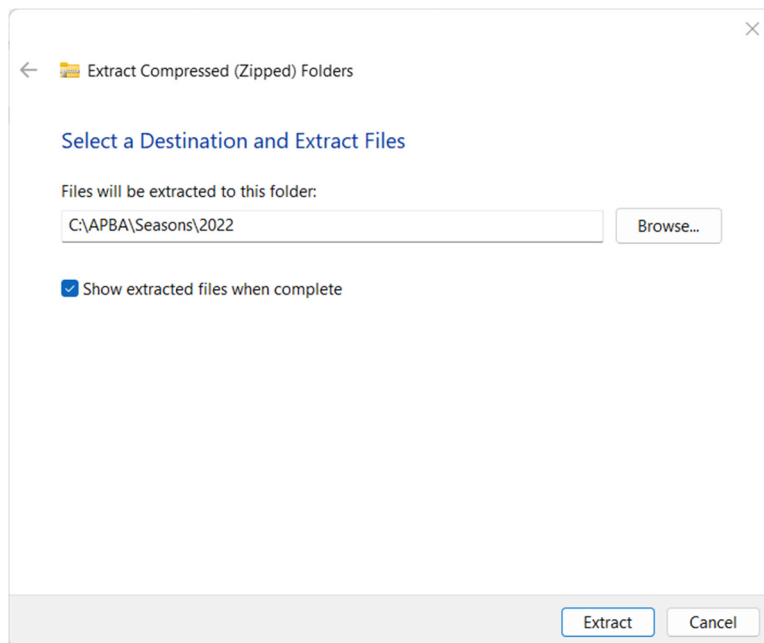 Extract Compressed (Zipped) Folders
Select a Destination and Extract Files
Files will be extracted to this folder:
C:\APBA\Seasons\2022
Browse...
Show extracted files when complete
Extract
Cancel